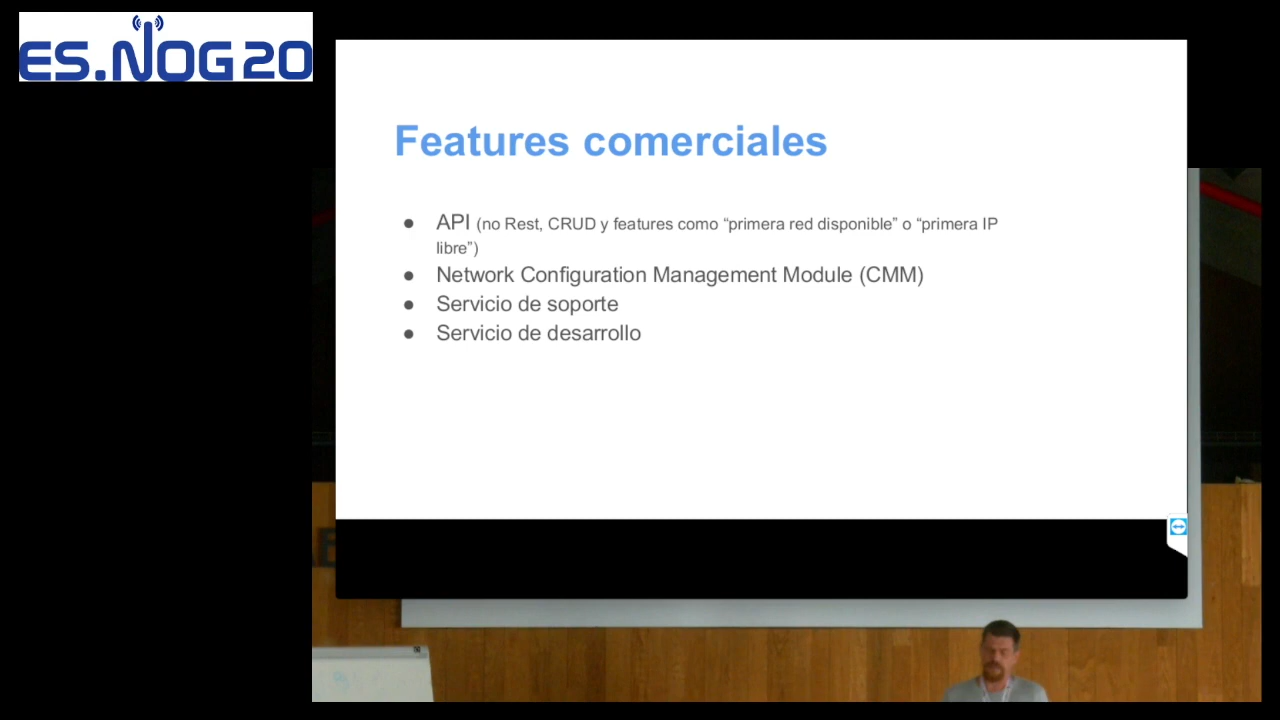 ES.NOG 20
Features comerciales
● API (no Rest, CRUD y features como “primera red disponible” o “primera IP
libre”)
● Network Configuration Management Module (CMM)
● Servicio de soporte
● Servicio de desarrollo